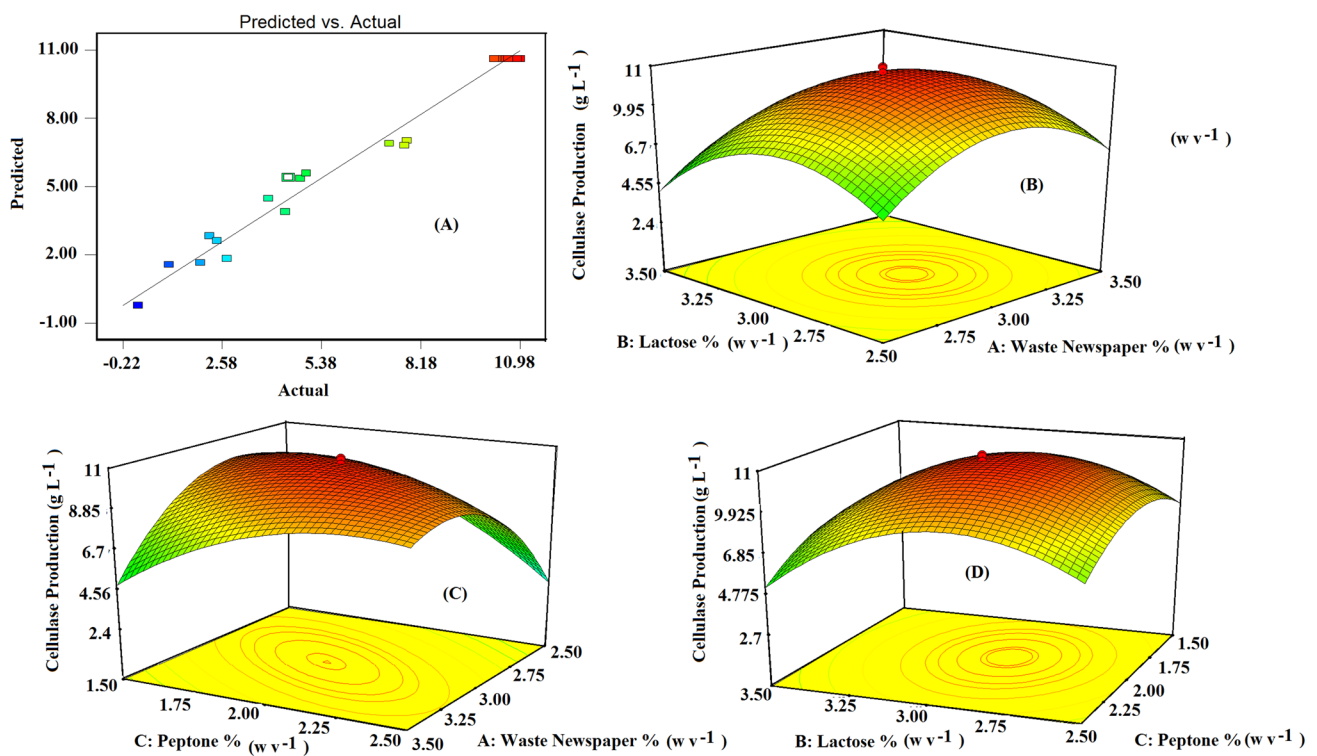 Predicted vs. Actual
11.00
8.00
5.00
2.00
-1.00
Predicted
(A)
-0.22 2.58 5.38 8.18 10.98
Actual
Cellulase Production (g L-1)
11
9.95
6.7
4.55
2.4
(B)
(w v-1)
3.50 3.25 3.00 2.75 2.50
2.75 3.00 3.25 3.50
B: Lactose % (w v-1)
A: Waste Newspaper % (w v-1)
Cellulase Production (g L-1)
11
8.85
6.7
4.56
2.4
(C)
1.50 1.75 2.00 2.25 2.50
3.50 3.25 3.00 2.75 2.50
C: Peptone % (w v-1)
A: Waste Newspaper % (w v-1)
Cellulase Production (g L-1)
11
9.925
6.85
4.775
2.7
(D)
3.50 3.25 3.00 2.75 2.50
2.25 2.00 1.75 1.50
B: Lactose % (w v-1)
C: Peptone % (w v-1)